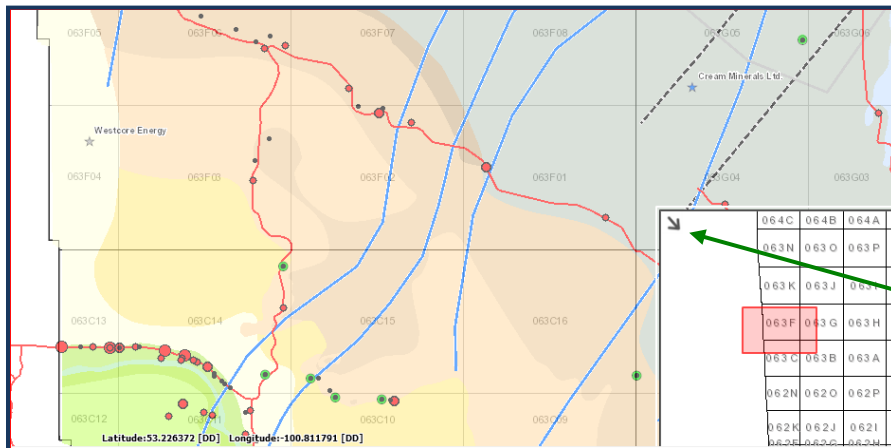 063F05 063F06 063F07 063F08 063G05 063G06
Cream Minerals Ltd.
Westcore Energy
063F04 063F03 063F02 063F01 063G04 063G03
064C 064B 064A
063N 063O 063P
063K 063J
063F 063G 063H
063C 063B 063A
062N 062O 062P
062K 062J 062I
063C13 063C14 063C15 063C16
063C12 063C11 063C10 063C09
Latitude:53.226372 [DD] Longitude:-100.811791 [DD]